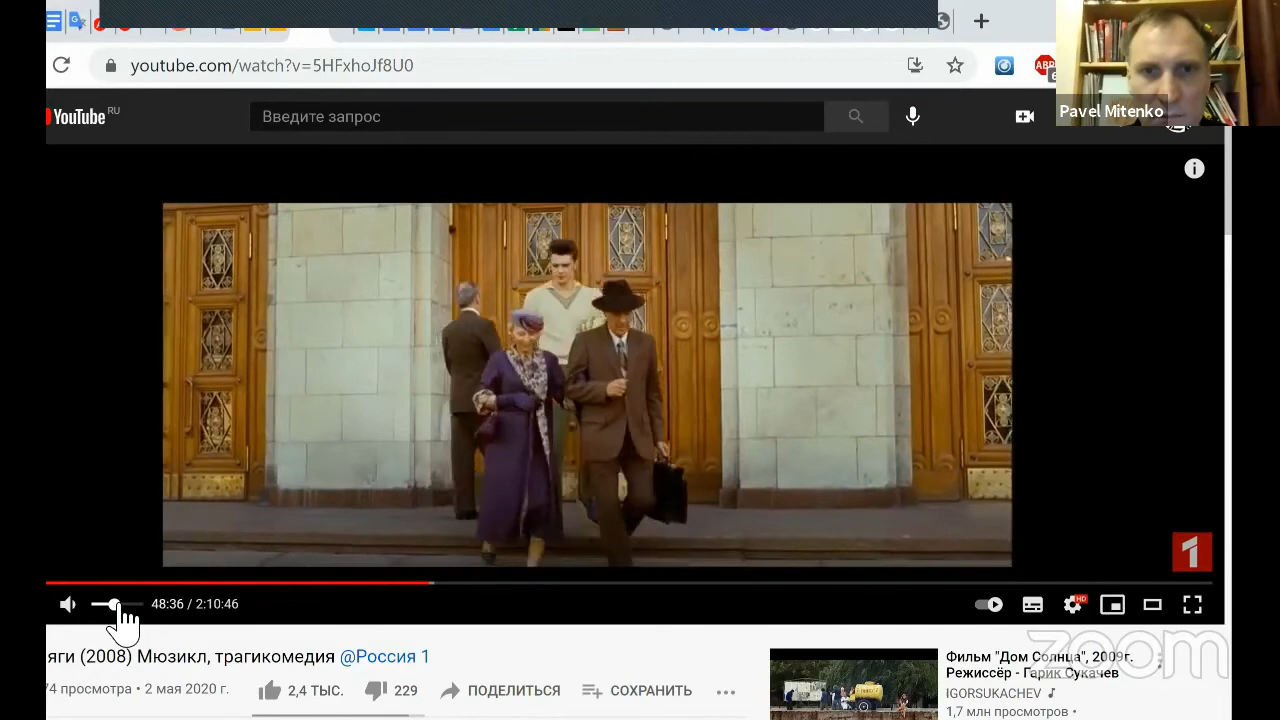 youtube.com/watch?v=5HFxhoJf8U0
ABP
Pavel Mitenko
YouTube RU
Введите запрос
1
48:36 / 2:10:46
HD
яги (2008) Мюзикл, трагикомедия @Россия 1
74 просмотра • 2 мая 2020 г.
2,4 ТЫС.
229
ПОДЕЛИТЬСЯ
СОХРАНИТЬ
Фильм "Дом Солнца", 2009г.
Режиссёр - Гарик Сукачев
IGORSUKACHEV
1,7 млн просмотров •
zoom